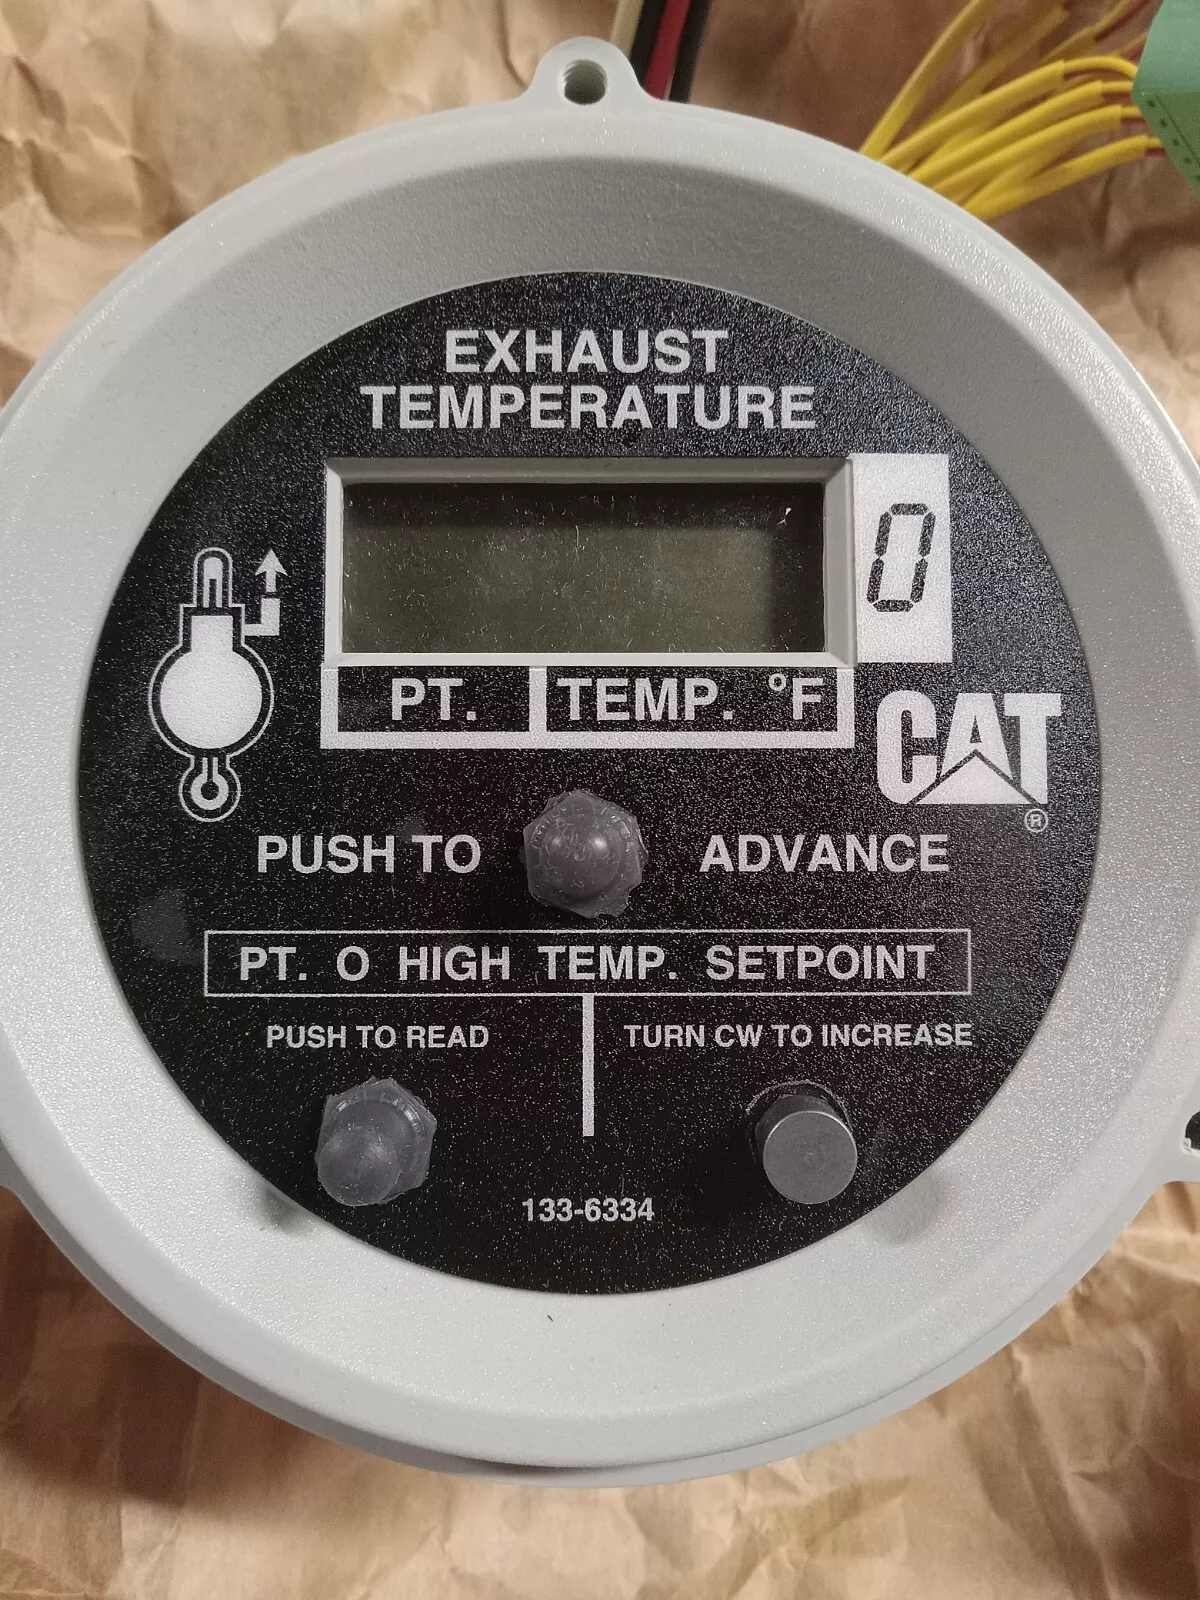 EXHAUST
TEMPERATURE
0
PT. TEMP. °F
CAT
®
PUSH TO ADVANCE
PT. O HIGH TEMP. SETPOINT
PUSH TO READ TURN CW TO INCREASE
133-6334